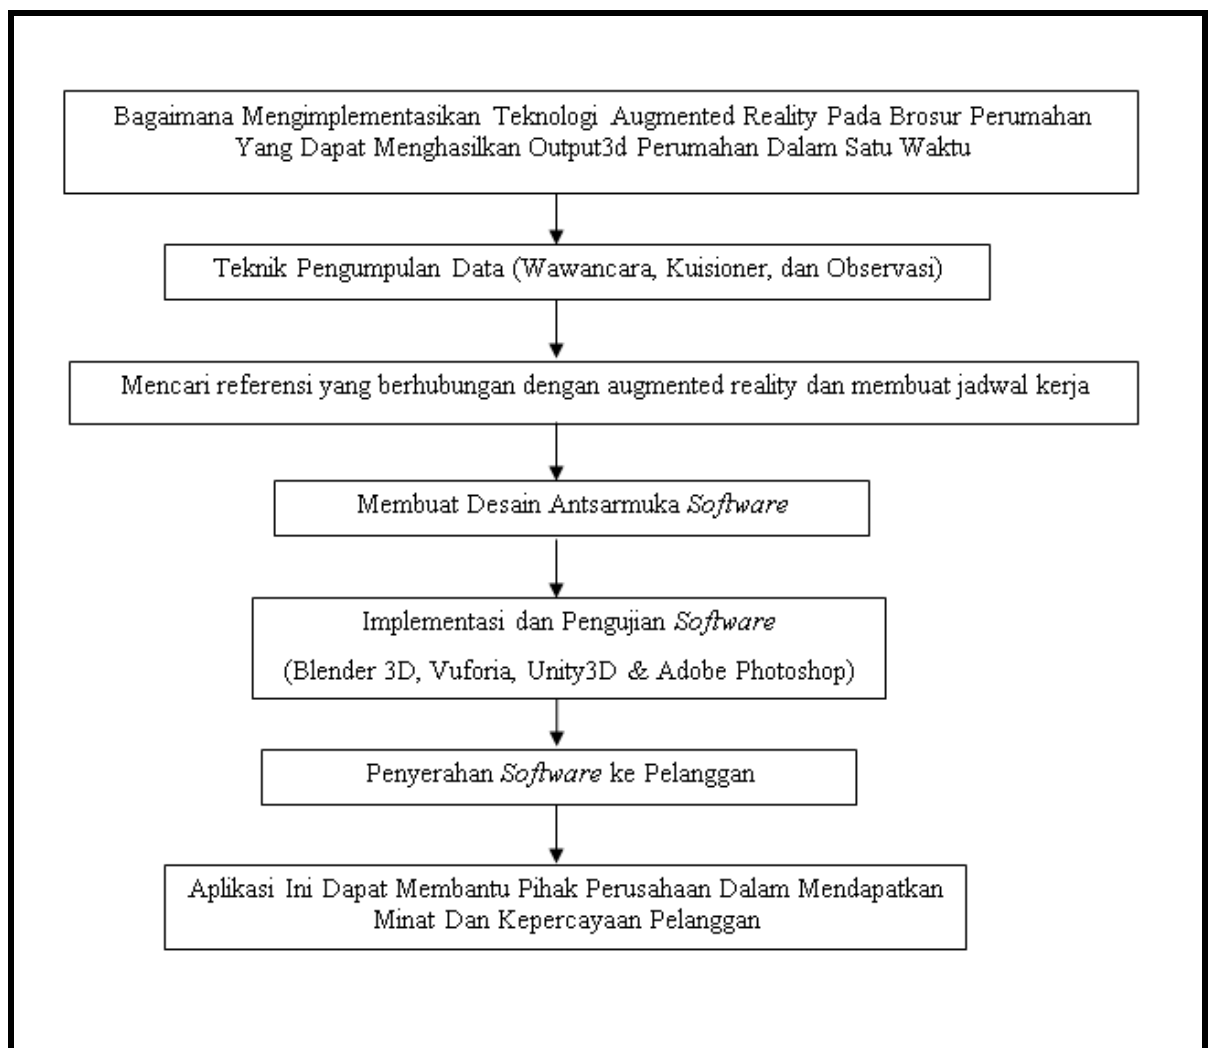 Bagaimana Mengimplementasikan Teknologi Augmented Reality Pada Brosur Perumahan
Yang Dapat Menghasilkan Output3d Perumahan Dalam Satu Waktu
Teknik Pengumpulan Data (Wawancara, Kuisioner, dan Observasi)
Mencari referensi yang berhubungan dengan augmented reality dan membuat jadwal kerja
Membuat Desain Antsarmuka Software
Implementasi dan Pengujian Software
(Blender 3D, Vuforia, Unity3D & Adobe Photoshop)
Penyerahan Software ke Pelanggan
Aplikasi Ini Dapat Membantu Pihak Perusahaan Dalam Mendapatkan
Minat Dan Kepercayaan Pelanggan